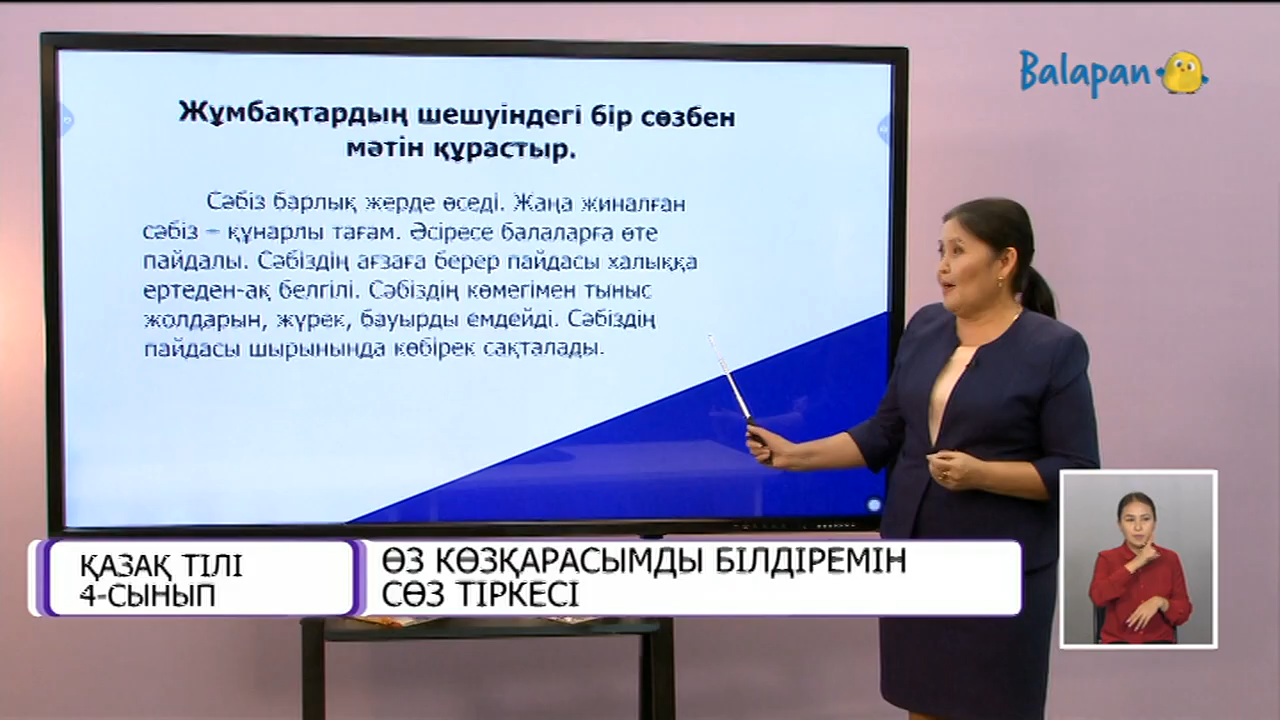 Balapan
Жұмбақтардың шешуіндегі бір сөзбен
мәтін құрастыр.
Сәбіз барлық жерде өседі. Жаңа жиналған
сәбіз – құнарлы тағам. Әсіресе балаларға өте
пайдалы. Сәбіздің ағзаға берер пайдасы халыққа
ертеден-ақ белгілі. Сәбіздің көмегімен тыныс
жолдарын, жүрек, бауырды емдейді. Сәбіздің
пайдасы шырынында көбірек сақталады.
ҚАЗАҚ ТІЛІ
4-СЫНЫП
ӨЗ КӨЗҚАРАСЫМДЫ БІЛДІРЕМІН
СӨЗ ТІРКЕСІ